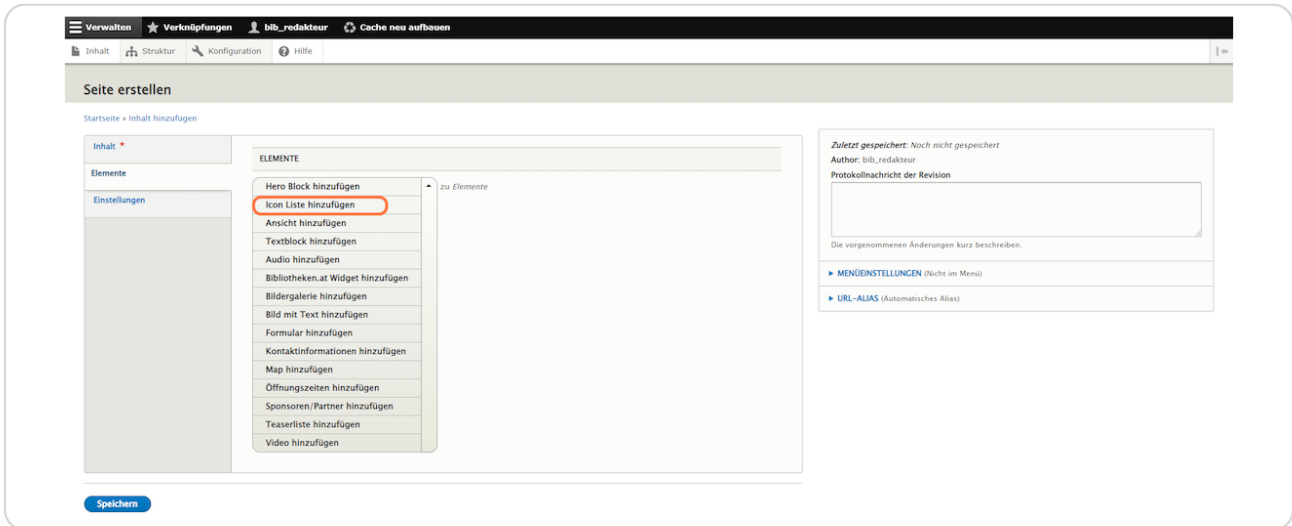 Verwalten Verknüpfungen bib_redakteur Cache neu aufbauen
Inhalt Struktur Konfiguration Hilfe
Seite erstellen
Startseite » Inhalt hinzufügen
Inhalt *
Elemente
Einstellungen
ELEMENTE
Hero Block hinzufügen
zu Elemente
Icon Liste hinzufügen
Ansicht hinzufügen
Textblock hinzufügen
Audio hinzufügen
Bibliotheken.at Widget hinzufügen
Bildergalerie hinzufügen
Bild mit Text hinzufügen
Formular hinzufügen
Kontaktinformationen hinzufügen
Map hinzufügen
Öffnungszeiten hinzufügen
Sponsoren/Partner hinzufügen
Teaserliste hinzufügen
Video hinzufügen
Zuletzt gespeichert: Noch nicht gespeichert
Author: bib_redakteur
Protokollnachricht der Revision
Die vorgenommenen Änderungen kurz beschreiben.
MENÜEINSTELLUNGEN (Nicht im Menü)
URL-ALIAS (Automatisches Alias)
Speichern